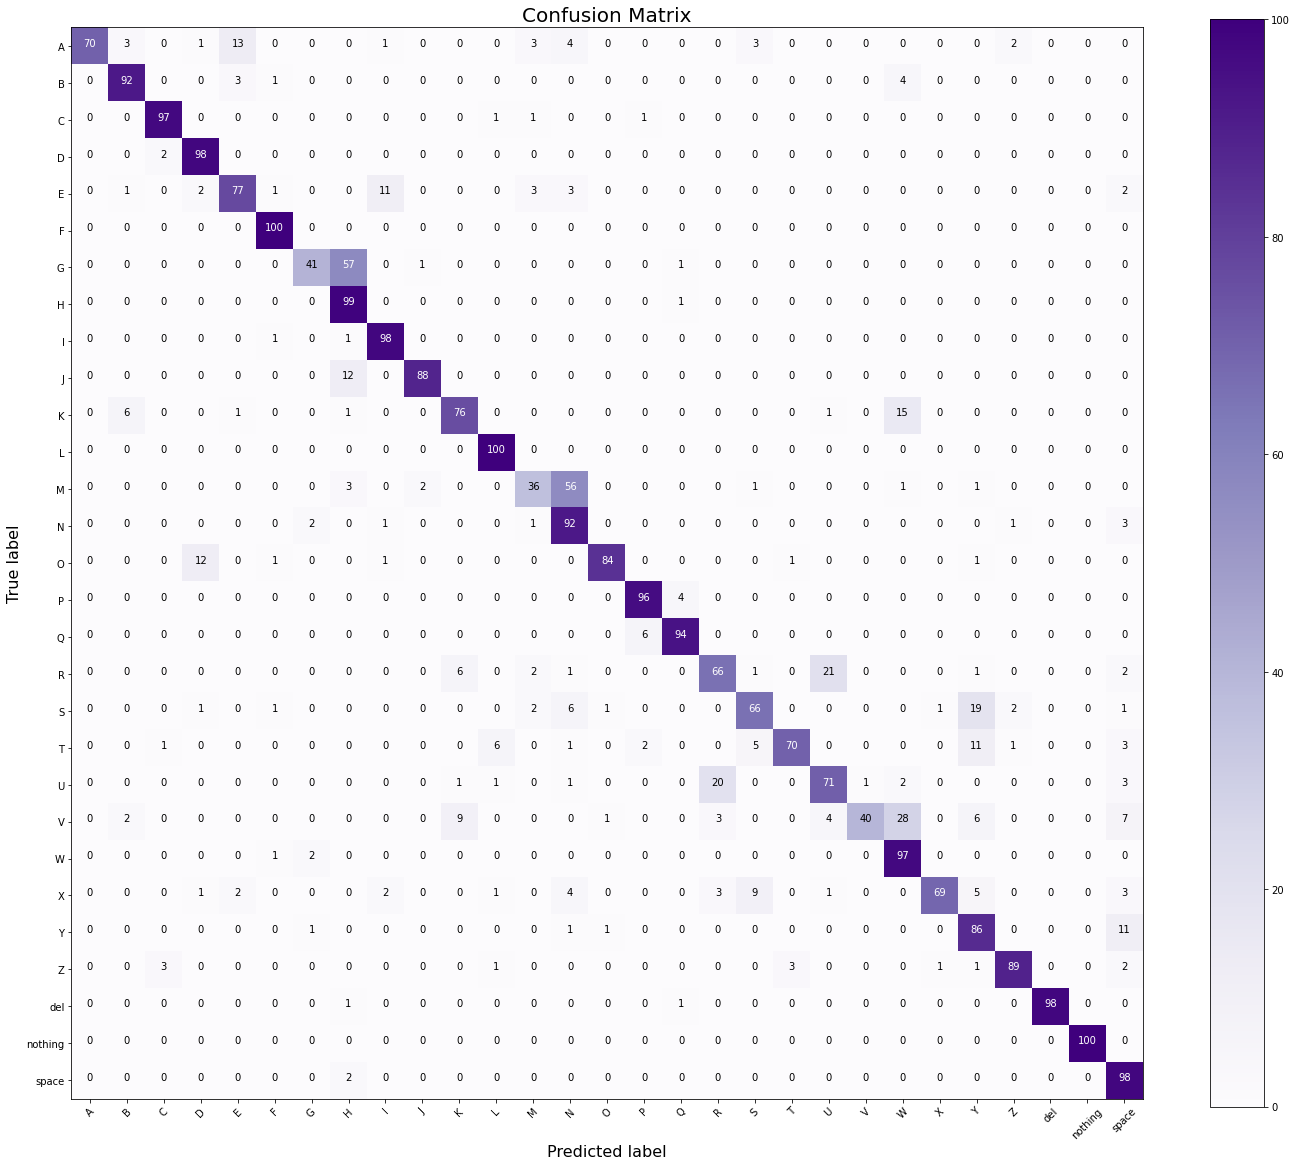 Confusion Matrix
A 70 3 0 1 13 0 0 0 1 0 0 0 3 4 0 0 0 0 3 0 0 0 0 0 0 2 0 0 0
B 0 92 0 0 3 1 0 0 0 0 0 0 0 0 0 0 0 0 0 0 0 0 4 0 0 0 0 0 0
C 0 0 97 0 0 0 0 0 0 0 0 1 1 0 0 1 0 0 0 0 0 0 0 0 0 0 0 0 0
D 0 0 2 98 0 0 0 0 0 0 0 0 0 0 0 0 0 0 0 0 0 0 0 0 0 0 0 0 0
E 0 1 0 2 77 1 0 0 11 0 0 0 3 3 0 0 0 0 0 0 0 0 0 0 0 0 0 0 2
F 0 0 0 0 0 100 0 0 0 0 0 0 0 0 0 0 0 0 0 0 0 0 0 0 0 0 0 0 0
G 0 0 0 0 0 0 41 57 0 1 0 0 0 0 0 0 1 0 0 0 0 0 0 0 0 0 0 0 0
H 0 0 0 0 0 0 0 99 0 0 0 0 0 0 0 0 1 0 0 0 0 0 0 0 0 0 0 0 0
I 0 0 0 0 0 1 0 1 98 0 0 0 0 0 0 0 0 0 0 0 0 0 0 0 0 0 0 0 0
J 0 0 0 0 0 0 0 12 0 88 0 0 0 0 0 0 0 0 0 0 0 0 0 0 0 0 0 0 0
K 0 6 0 0 1 0 0 1 0 0 76 0 0 0 0 0 0 0 0 0 1 0 15 0 0 0 0 0 0
L 0 0 0 0 0 0 0 0 0 0 0 100 0 0 0 0 0 0 0 0 0 0 0 0 0 0 0 0 0
M 0 0 0 0 0 0 0 3 0 2 0 0 36 56 0 0 0 0 1 0 0 0 1 0 1 0 0 0 0
N 0 0 0 0 0 0 2 0 1 0 0 0 1 92 0 0 0 0 0 0 0 0 0 0 0 1 0 0 3
O 0 0 0 12 0 1 0 0 1 0 0 0 0 0 84 0 0 0 0 1 0 0 0 0 1 0 0 0 0
P 0 0 0 0 0 0 0 0 0 0 0 0 0 0 0 96 4 0 0 0 0 0 0 0 0 0 0 0 0
Q 0 0 0 0 0 0 0 0 0 0 0 0 0 0 0 6 94 0 0 0 0 0 0 0 0 0 0 0 0
R 0 0 0 0 0 0 0 0 0 0 6 0 2 1 0 0 0 66 1 0 21 0 0 0 1 0 0 0 2
S 0 0 0 1 0 1 0 0 0 0 0 0 2 6 1 0 0 0 66 0 0 0 0 1 19 2 0 0 1
T 0 0 1 0 0 0 0 0 0 0 0 6 0 1 0 2 0 0 5 70 0 0 0 0 11 1 0 0 3
U 0 0 0 0 0 0 0 0 0 0 1 1 0 1 0 0 0 20 0 0 71 1 2 0 0 0 0 0 3
V 0 2 0 0 0 0 0 0 0 0 9 0 0 0 1 0 0 3 0 0 4 40 28 0 6 0 0 0 7
W 0 0 0 0 0 1 2 0 0 0 0 0 0 0 0 0 0 0 0 0 0 0 97 0 0 0 0 0 0
X 0 0 0 1 2 0 0 0 2 0 0 1 0 4 0 0 0 3 9 0 1 0 0 69 5 0 0 0 3
Y 0 0 0 0 0 0 1 0 0 0 0 0 0 1 1 0 0 0 0 0 0 0 0 0 86 0 0 0 11
Z 0 0 3 0 0 0 0 0 0 0 0 1 0 0 0 0 0 0 0 3 0 0 0 1 1 89 0 0 2
del 0 0 0 0 0 0 0 1 0 0 0 0 0 0 0 0 1 0 0 0 0 0 0 0 0 0 98 0 0
nothing 0 0 0 0 0 0 0 0 0 0 0 0 0 0 0 0 0 0 0 0 0 0 0 0 0 0 0 100 0
space 0 0 0 0 0 0 0 2 0 0 0 0 0 0 0 0 0 0 0 0 0 0 0 0 0 0 0 0 98
A B C D E F G H I J K L M N O P Q R S T U V W X Y Z del nothing space
True label
Predicted label
100
80
60
40
20
0